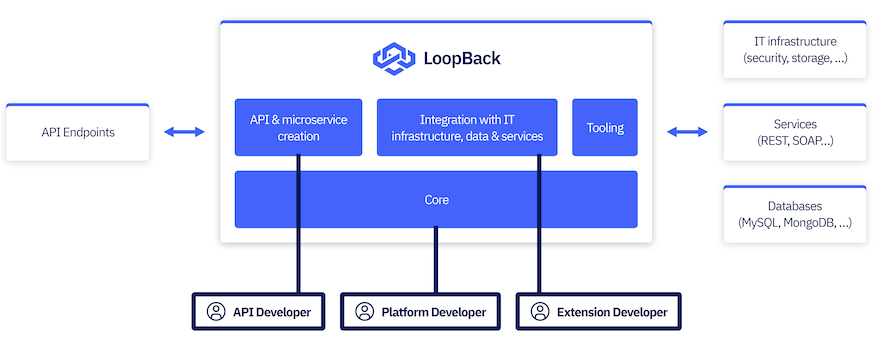 LoopBack
API Endpoints
API & microservice
creation
Integration with IT
infrastructure, data & services
Tooling
Core
IT infrastructure
(security, storage, ...)
Services
(REST, SOAP...)
Databases
(MySQL, MongoDB, ...)
API Developer
Platform Developer
Extension Developer